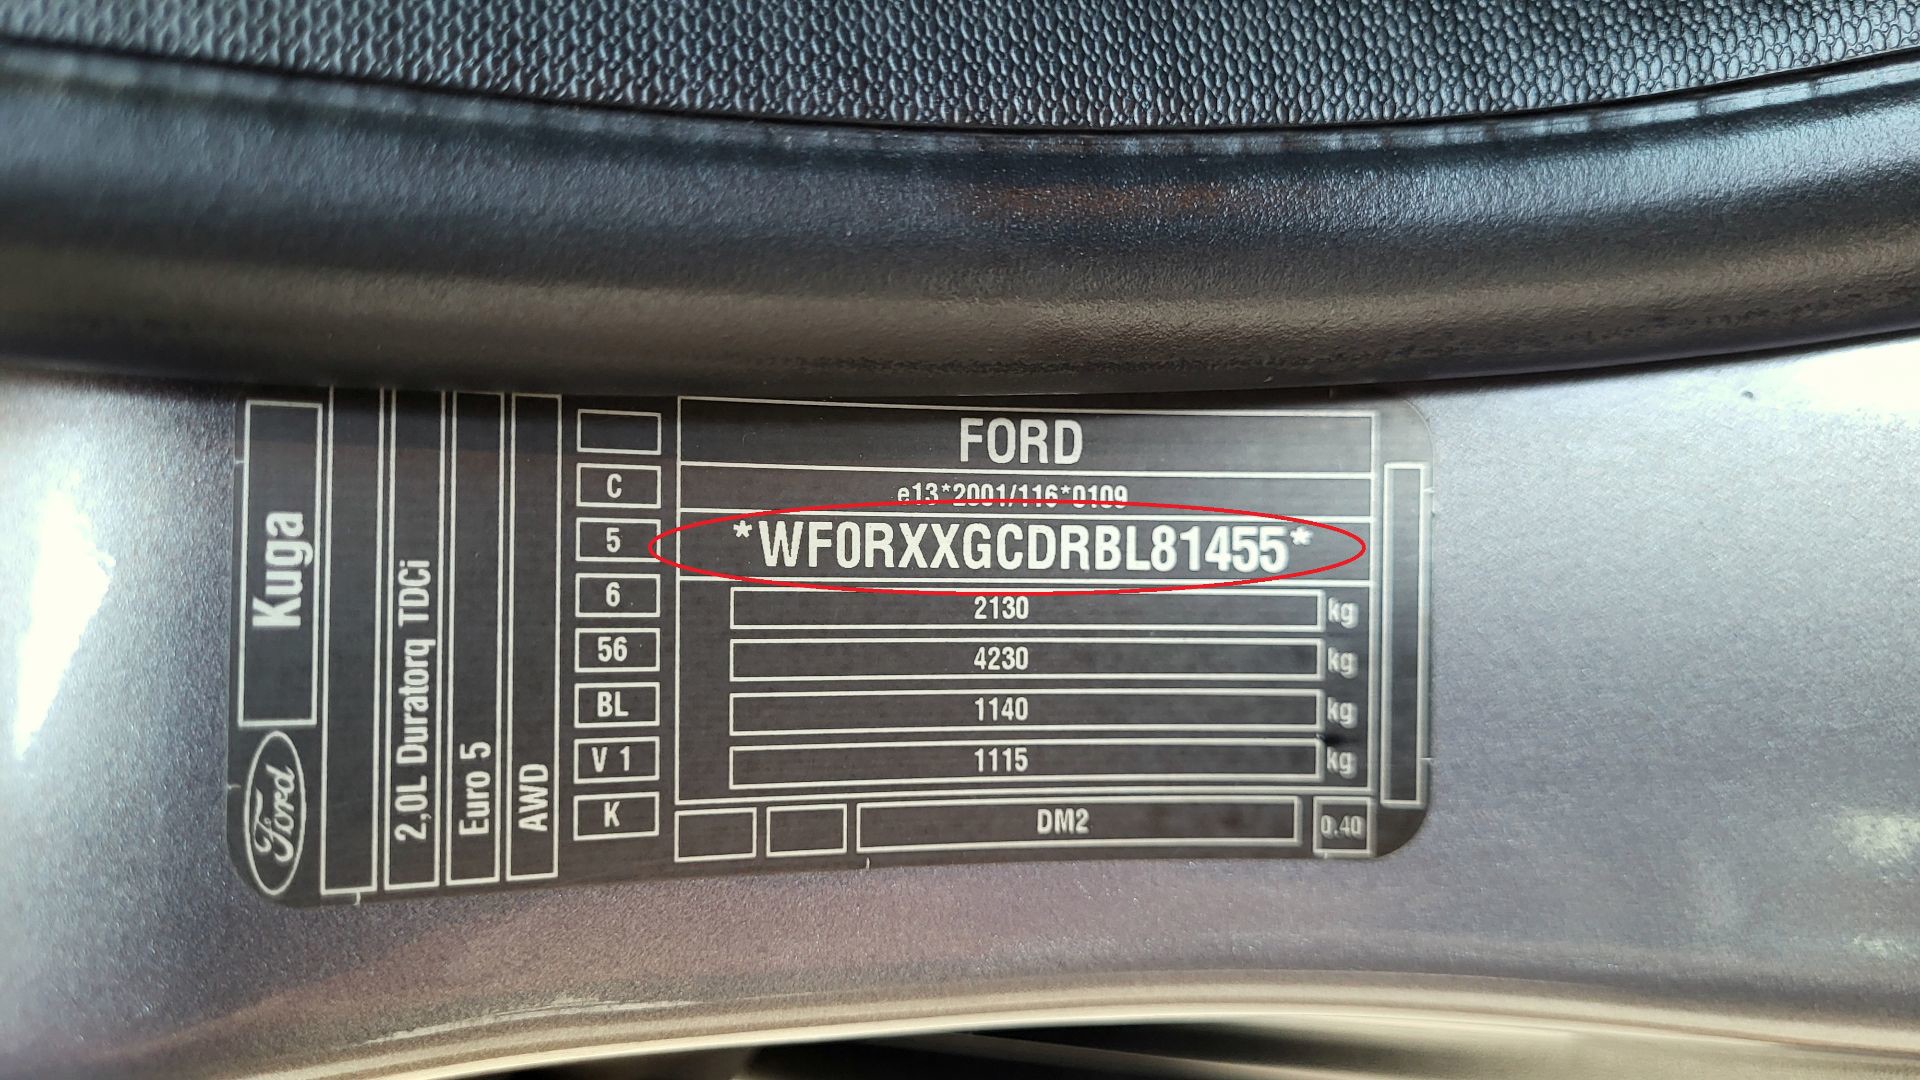 Kuga
Ford
2,0L Duratorq TDCi
Euro 5
AWD
C
5
6
56
BL
V 1
K
FORD
e13*2001/116*0109
*WF0RXXGCDRBL81455*
2130 kg
4230 kg
1140 kg
1115 kg
DM2
0.40